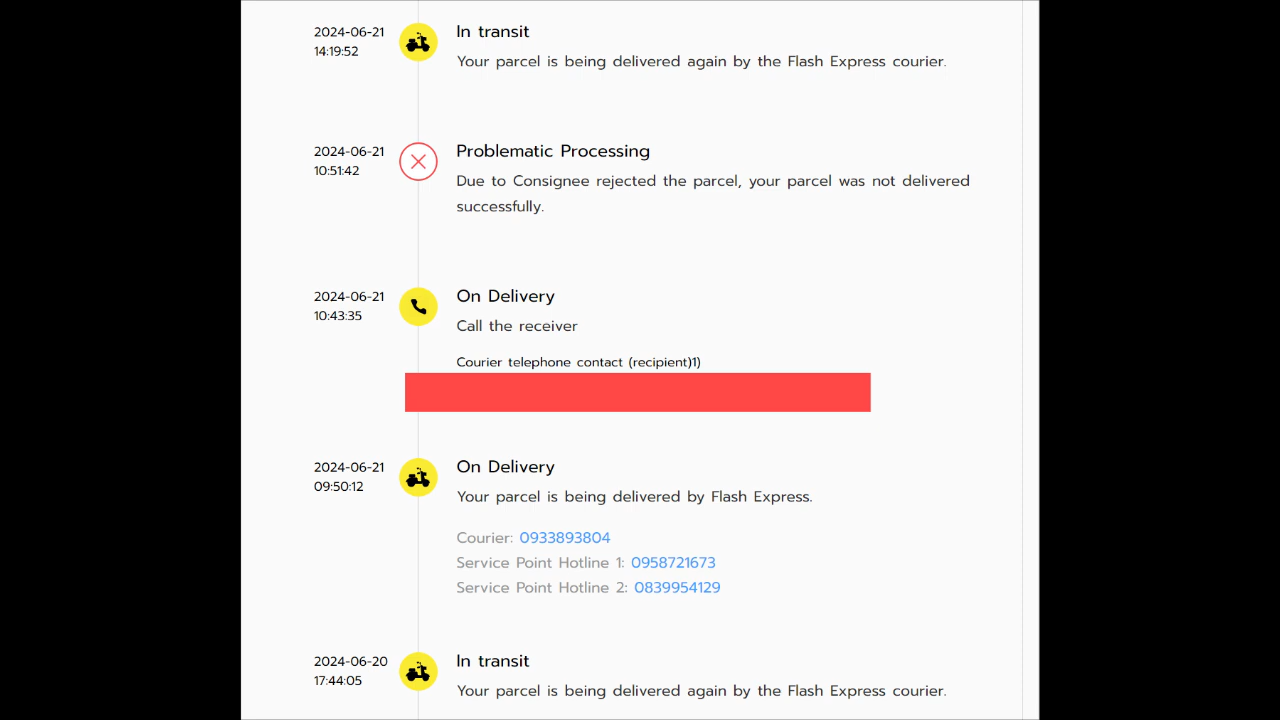 2024-06-21
14:19:52
In transit
Your parcel is being delivered again by the Flash Express courier.
2024-06-21
10:51:42
Problematic Processing
Due to Consignee rejected the parcel, your parcel was not delivered
successfully.
2024-06-21
10:43:35
On Delivery
Call the receiver
Courier telephone contact (recipient)1)
2024-06-21
09:50:12
On Delivery
Your parcel is being delivered by Flash Express.
Courier: 0933893804
Service Point Hotline 1: 0958721673
Service Point Hotline 2: 0839954129
2024-06-20
17:44:05
In transit
Your parcel is being delivered again by the Flash Express courier.